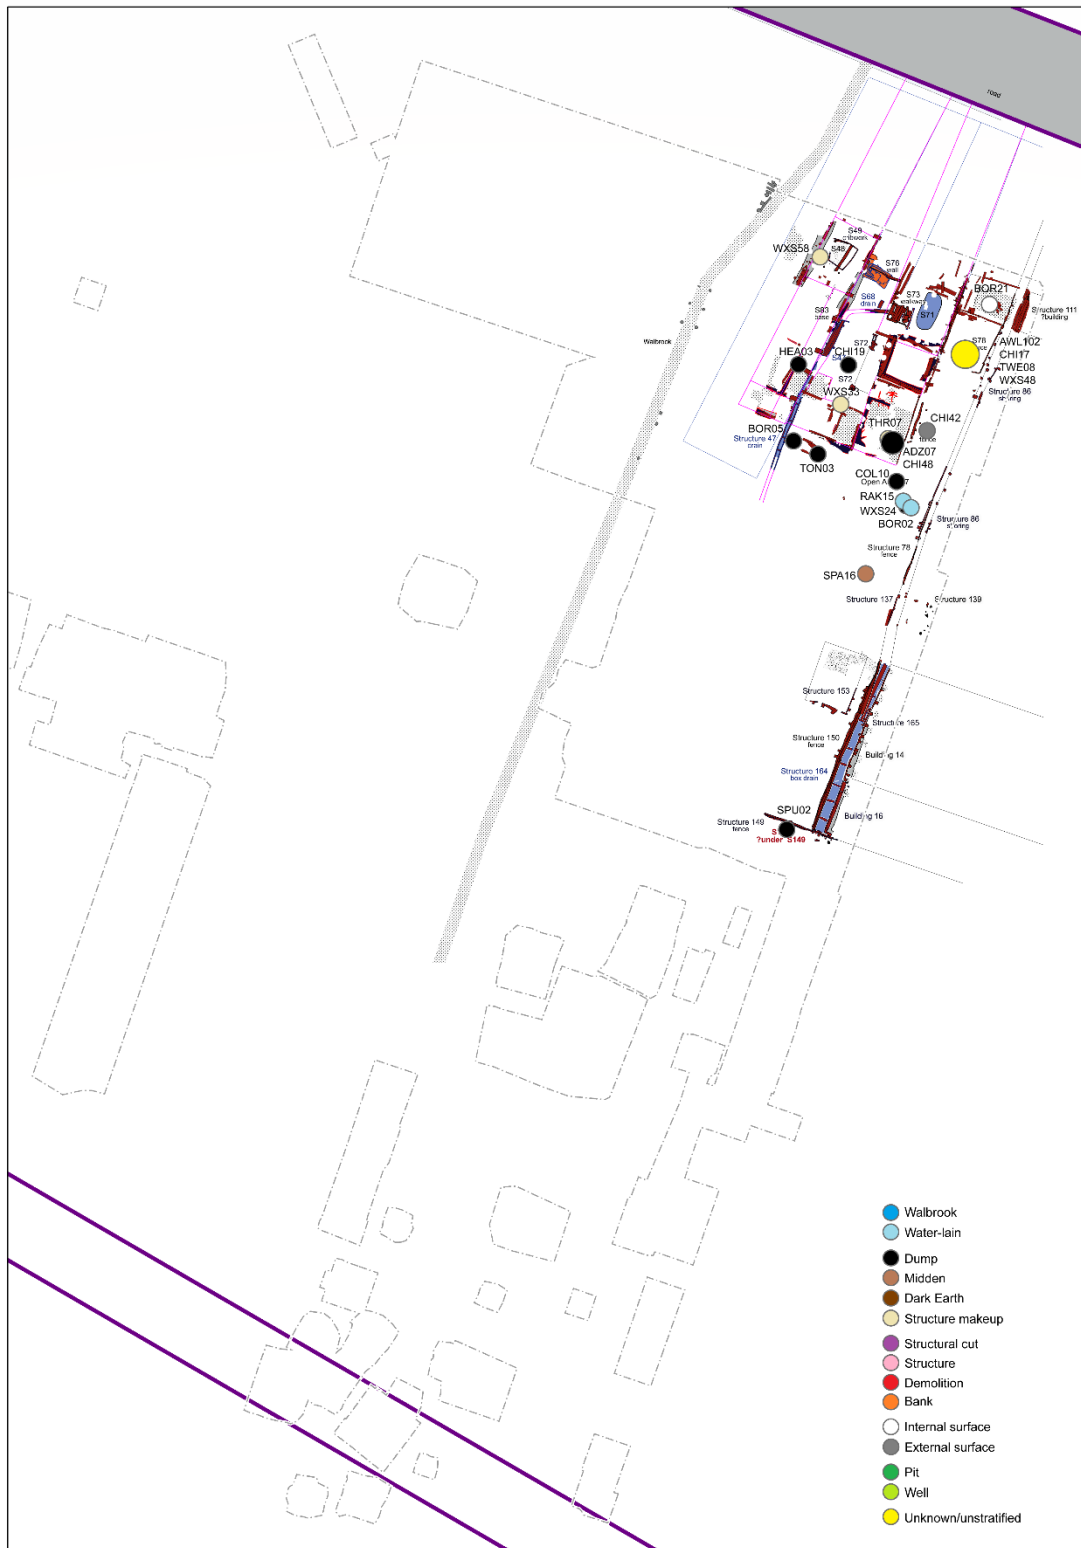 road
S49
WXS58
S48
S76
wall
BOR21
S73
walkway
S68
drain
S71
Structure 111
?building
S83
S78
AWL102
HEA03
CHI19
S72
CHI17
TWE08
S72
WXS48
Structure 86
shoring
WXS33
Walbrook
BOR05
THR07
CHI42
fence
Structure 47
drain
ADZ07
TON03
CHI48
COL10
RAK15
WXS24
BOR02
Structure 86
shoring
Structure 78
fence
SPA16
Structure 137
Structure 139
Structure 153
Structure 165
Structure 150
fence
Building 14
Structure 164
box drain
SPU02
Structure 149
fence
Building 16
?under S149
Walbrook
Water-lain
Dump
Midden
Dark Earth
Structure makeup
Structural cut
Structure
Demolition
Bank
Internal surface
External surface
Pit
Well
Unknown/unstratified